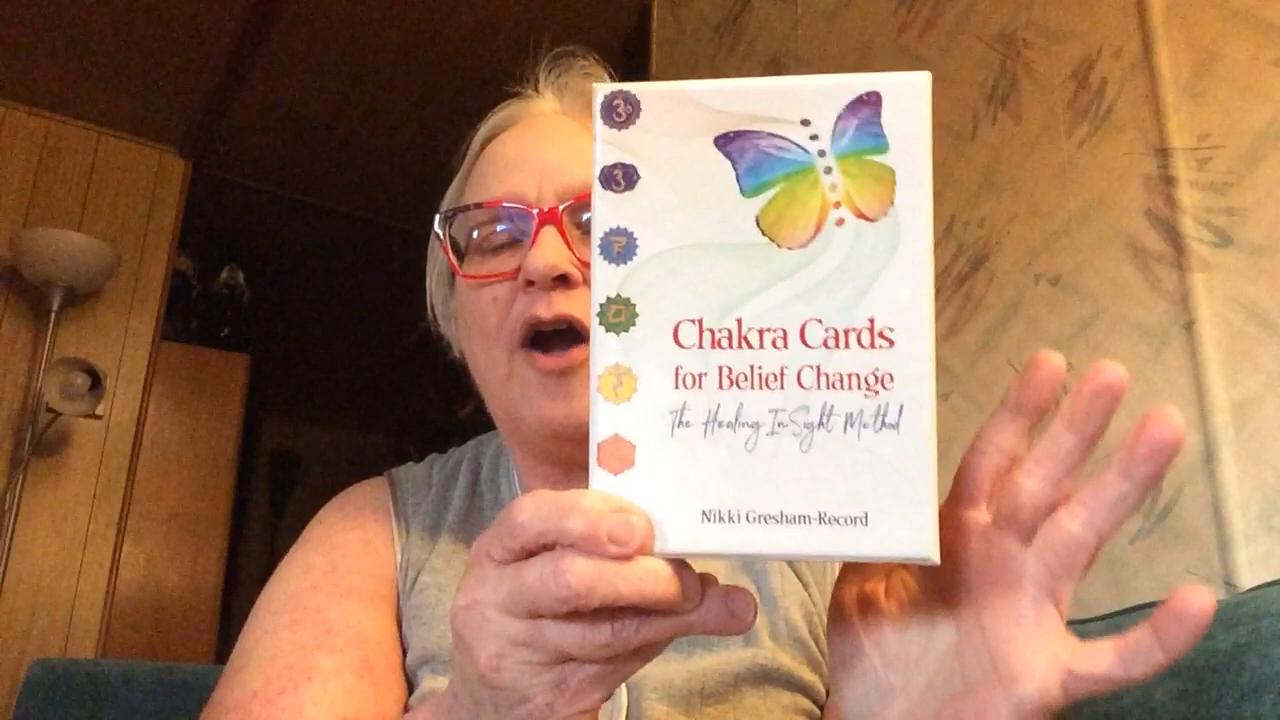 Chakra Cards
for Belief Change
The Healing InSight Method
Nikki Gresham-Record